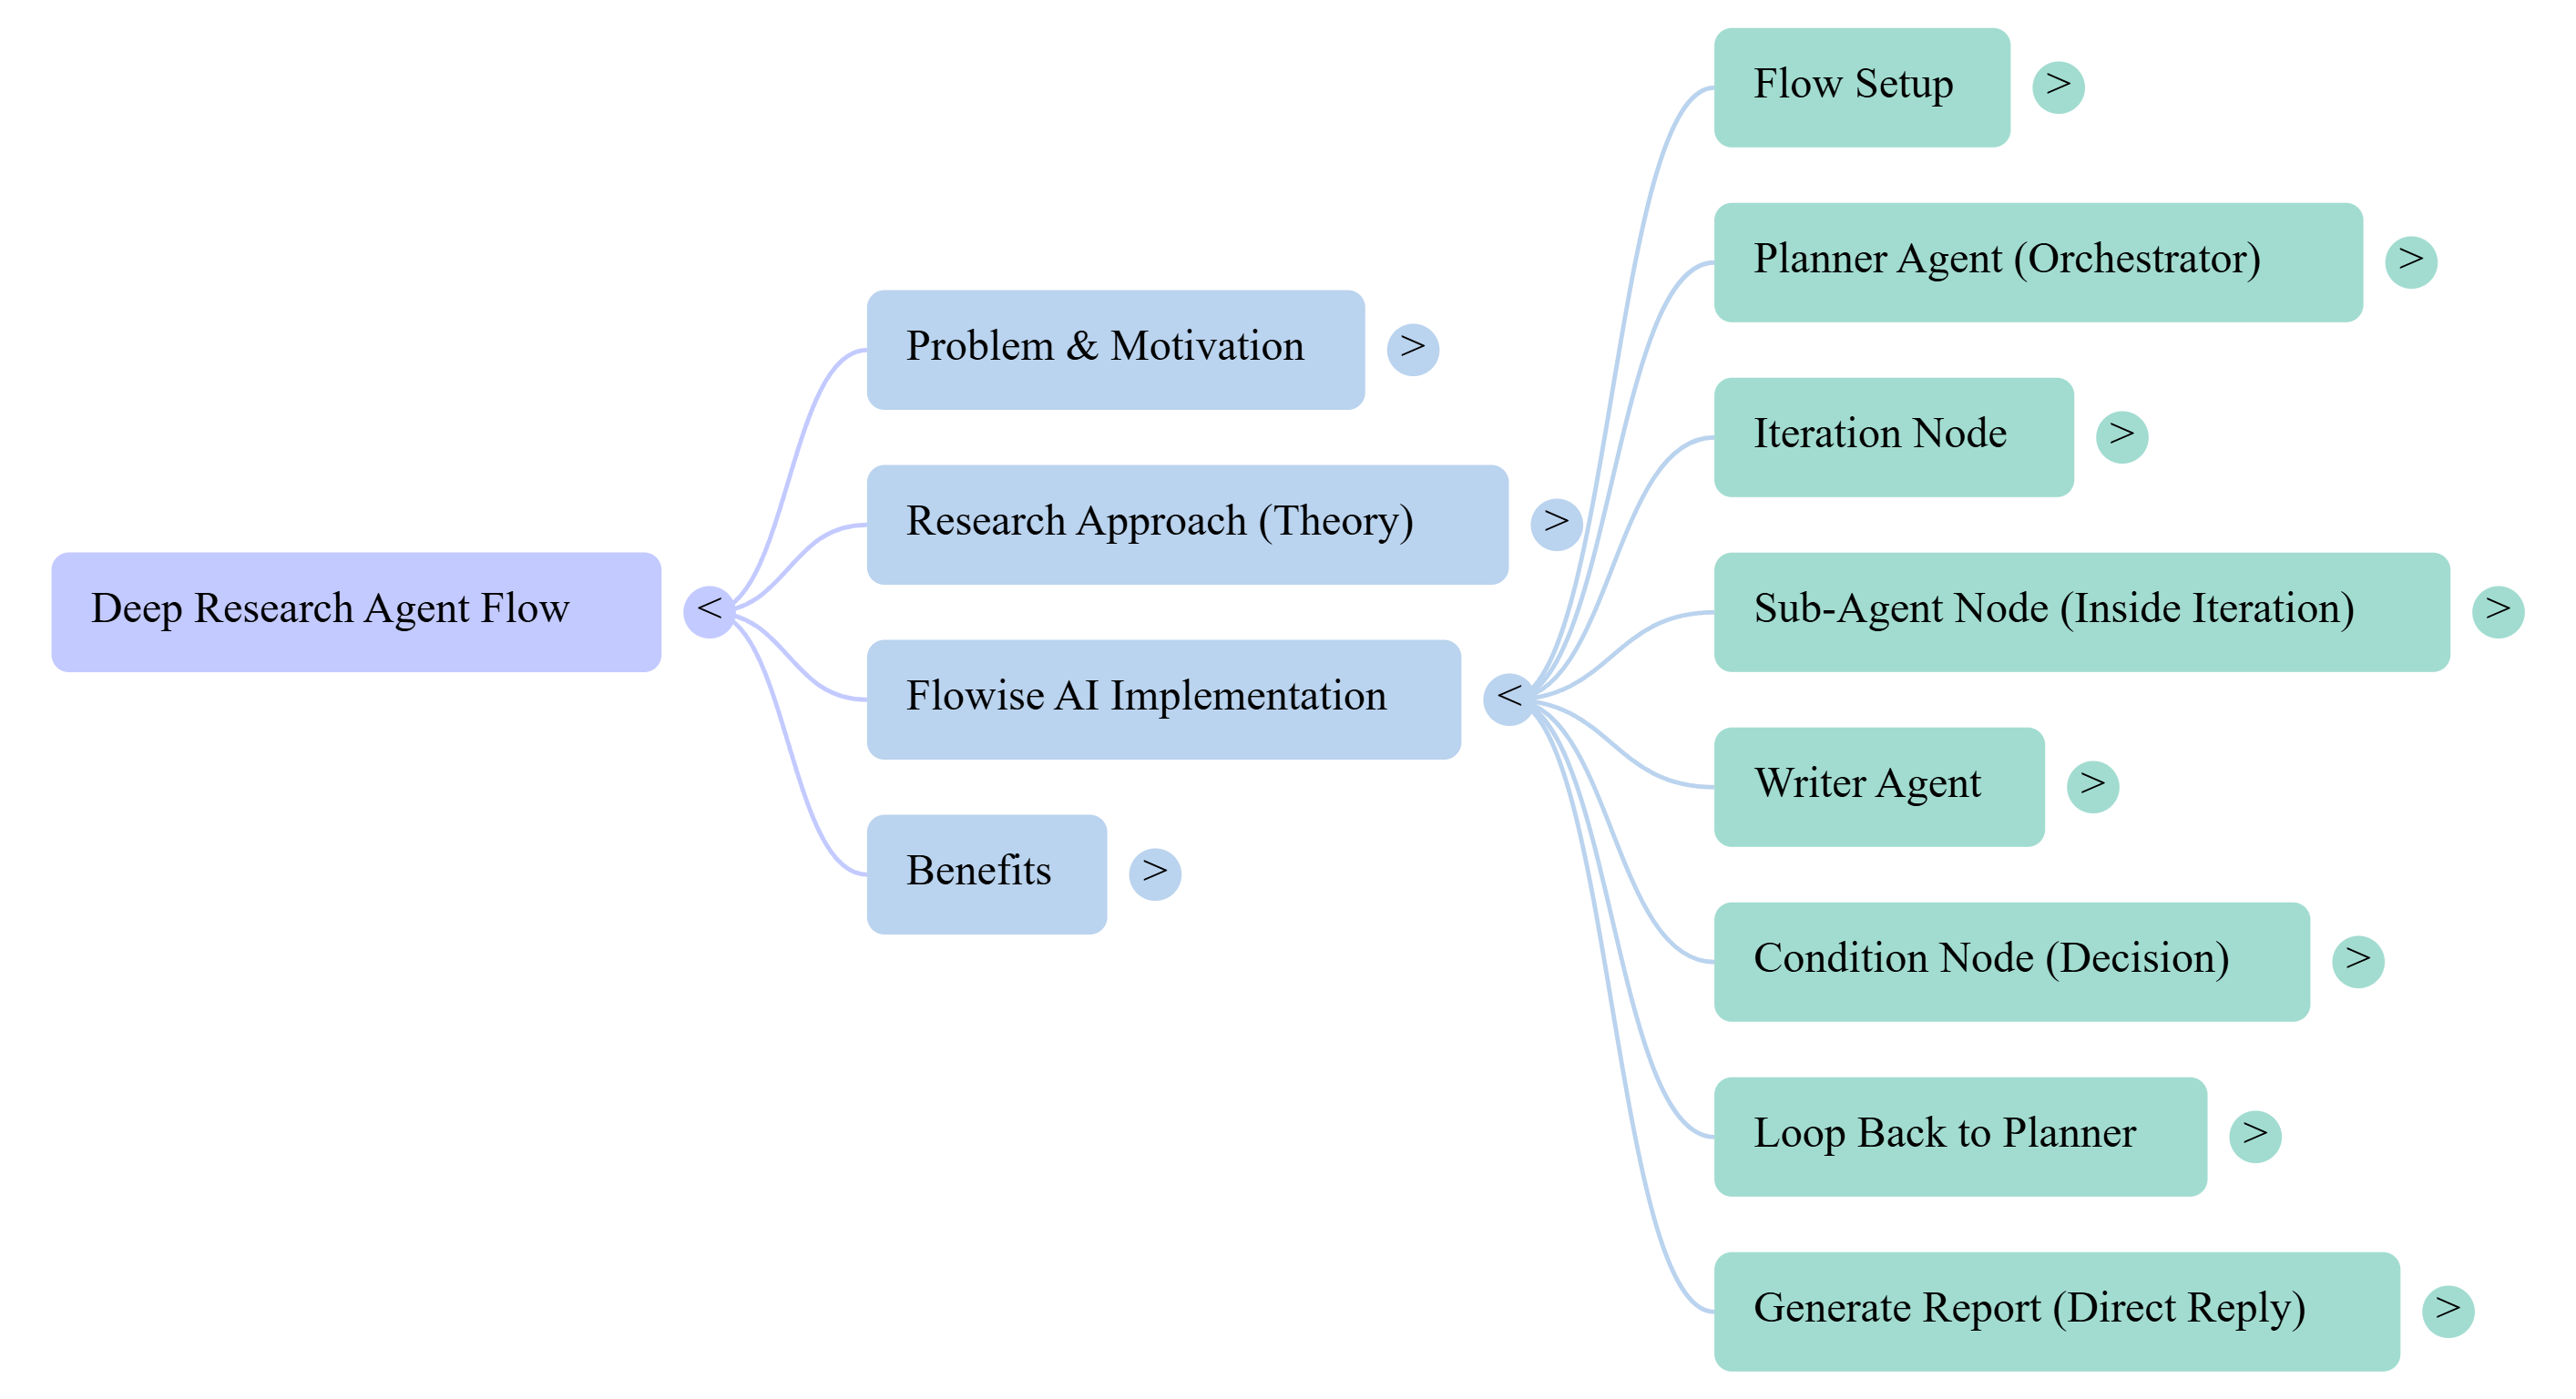 Deep Research Agent Flow
<
Problem & Motivation
>
Research Approach (Theory)
>
Flowise AI Implementation
<
Benefits
>
Flow Setup
>
Planner Agent (Orchestrator)
>
Iteration Node
>
Sub-Agent Node (Inside Iteration)
>
Writer Agent
>
Condition Node (Decision)
>
Loop Back to Planner
>
Generate Report (Direct Reply)
>